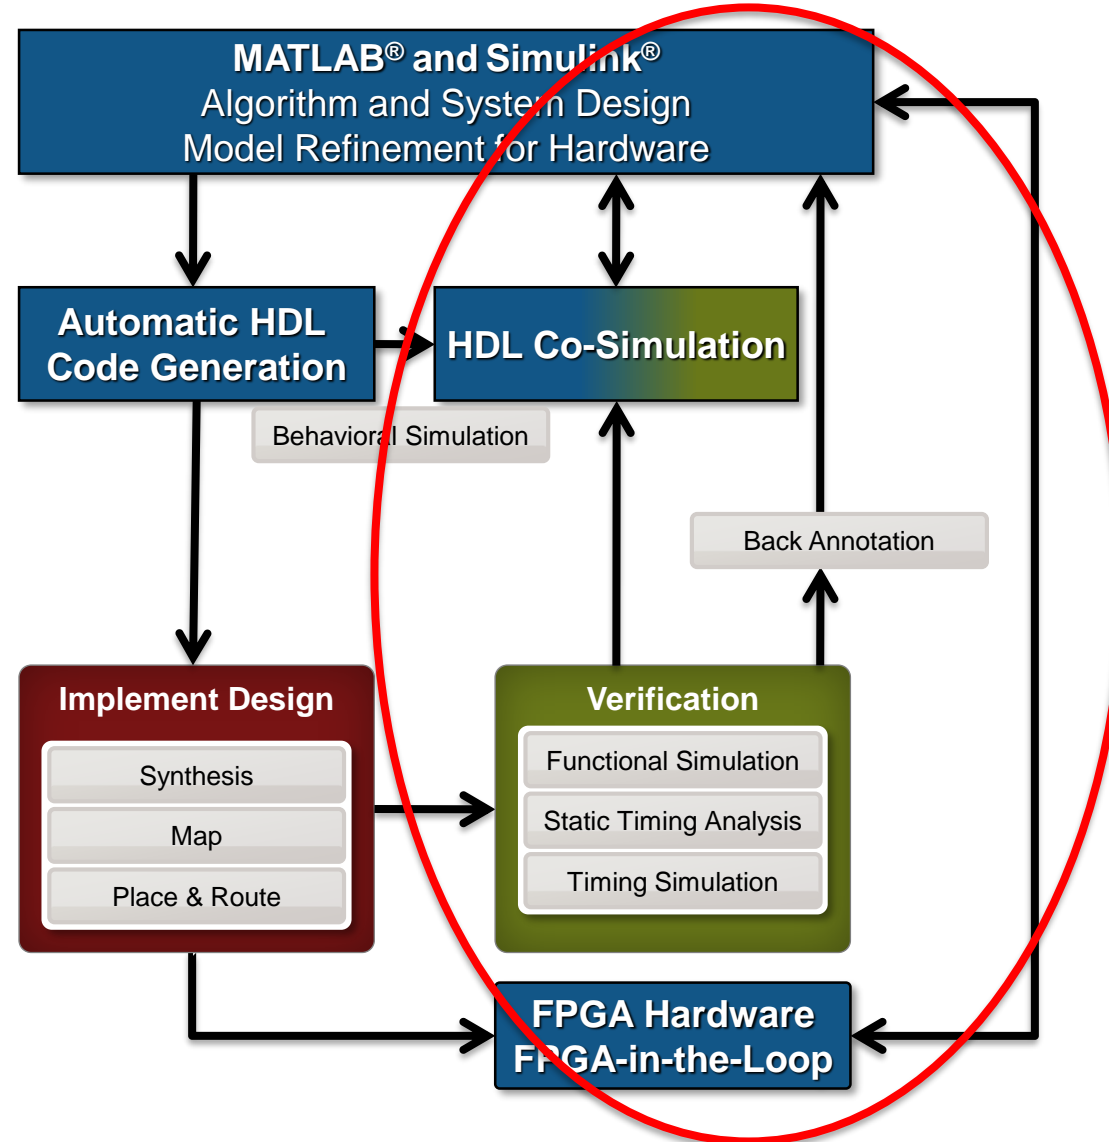 MATLAB® and Simulink®
Algorithm and System Design
Model Refinement for Hardware
Automatic HDL
Code Generation
HDL Co-Simulation
Behavioral Simulation
Back Annotation
Implement Design
Synthesis
Map
Place & Route
Verification
Functional Simulation
Static Timing Analysis
Timing Simulation
FPGA Hardware
FPGA-in-the-Loop